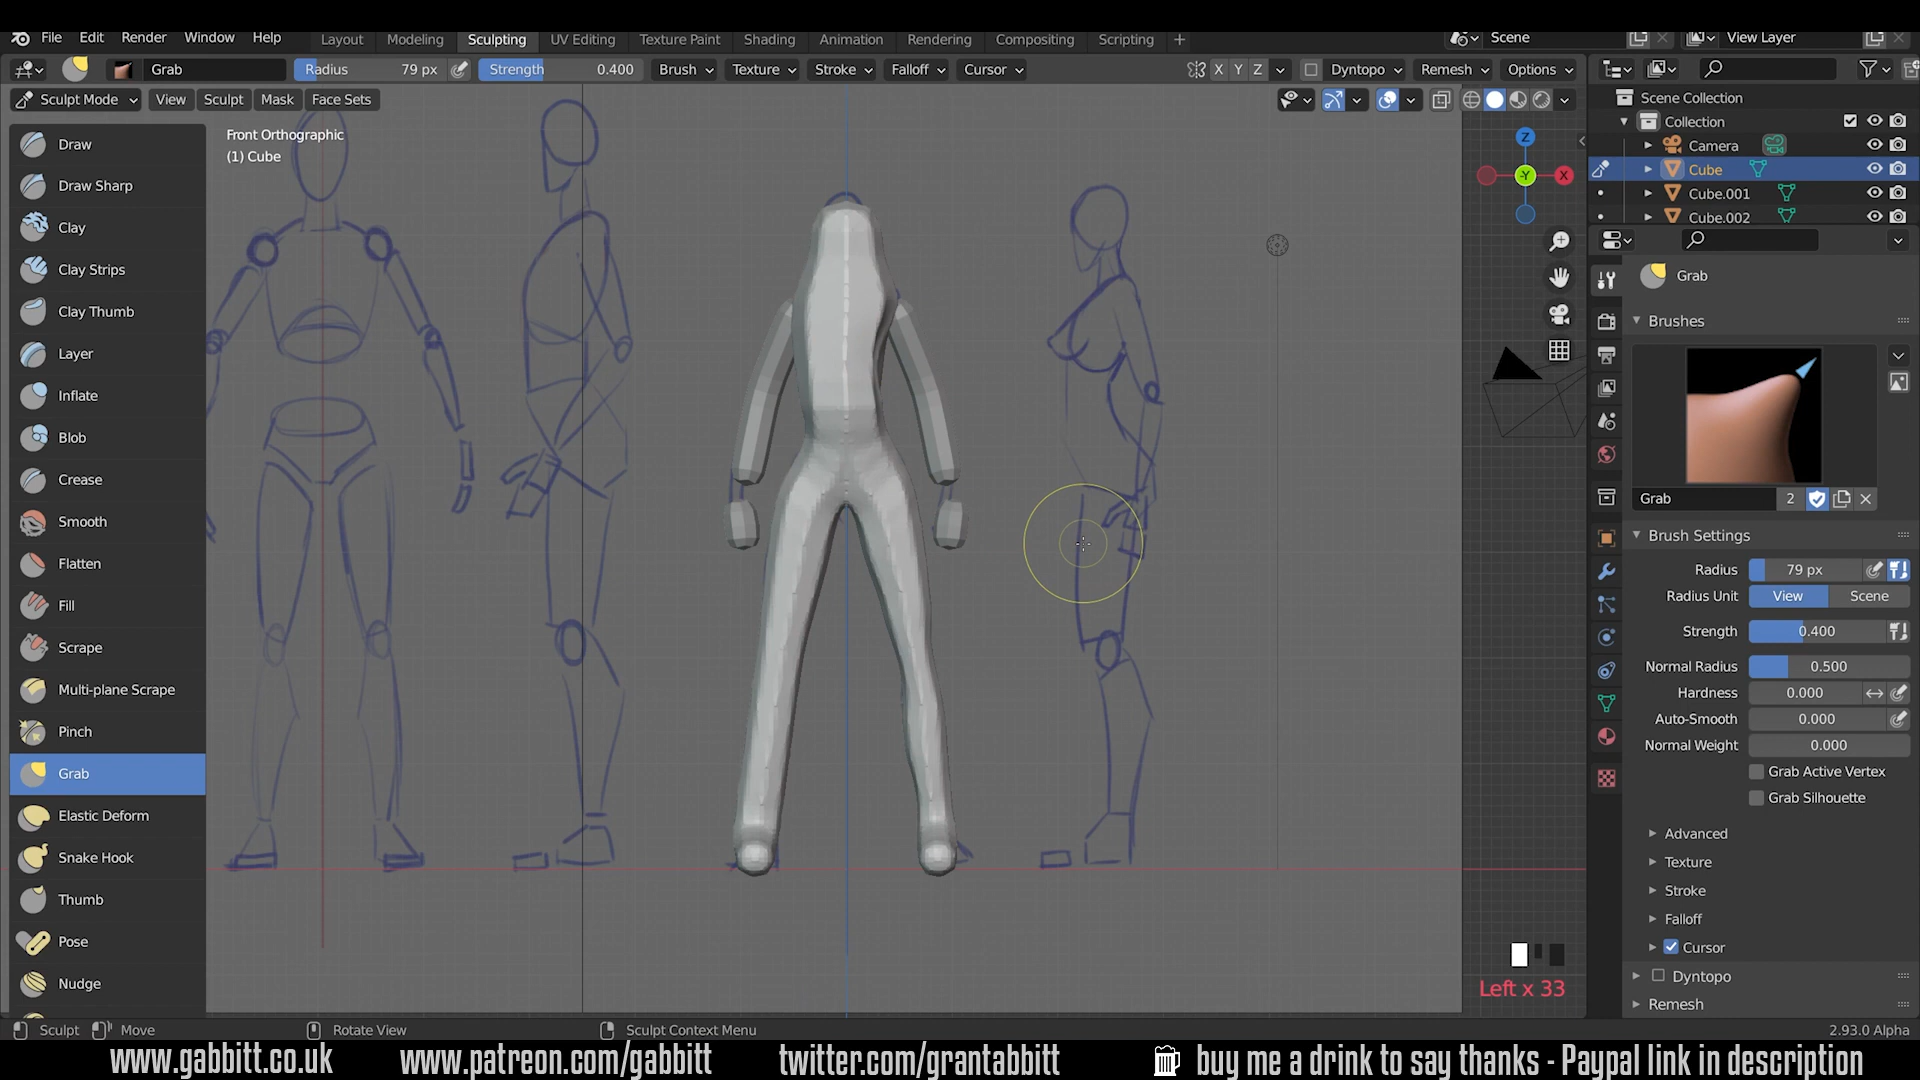 File Edit Render Window Help Layout Modeling Sculpting UV Editing Texture Paint Shading Animation Rendering Compositing Scripting + Scene View Layer
Grab Radius 79 px Strength 0.400 Brush Texture Stroke Falloff Cursor X Y Z Dyntopo Remesh Options
Sculpt Mode View Sculpt Mask Face Sets
Scene Collection
Collection
Camera
Cube
Cube.001
Cube.002
Front Orthographic
(1) Cube
Z
-Y
X
Draw
Draw Sharp
Clay
Clay Strips
Clay Thumb
Layer
Inflate
Blob
Crease
Smooth
Flatten
Fill
Scrape
Multi-plane Scrape
Pinch
Grab
Elastic Deform
Snake Hook
Thumb
Pose
Nudge
Grab
Brushes
Grab 2
Brush Settings
Radius 79 px
Radius Unit View Scene
Strength 0.400
Normal Radius 0.500
Hardness 0.000
Auto-Smooth 0.000
Normal Weight 0.000
Grab Active Vertex
Grab Silhouette
Advanced
Texture
Stroke
Falloff
Cursor
Dyntopo
Remesh
Left x 33
Sculpt Move Rotate View Sculpt Context Menu 2.93.0 Alpha
www.gabbitt.co.uk www.patreon.com/gabbitt twitter.com/grantabbitt buy me a drink to say thanks - Paypal link in description